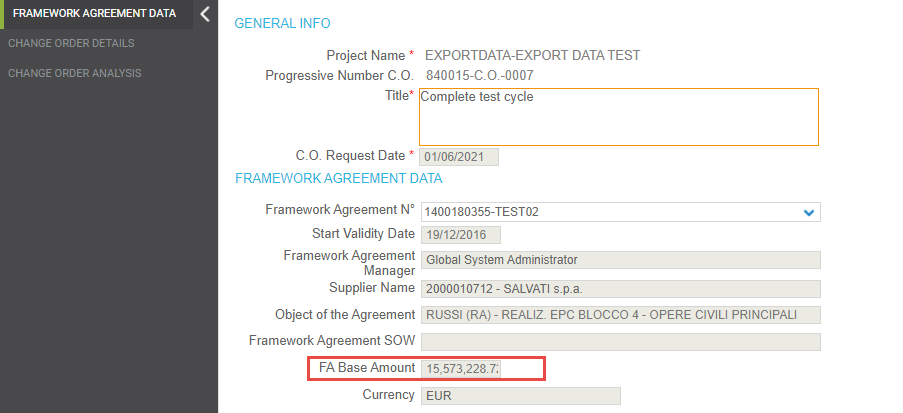 FRAMEWORK AGREEMENT DATA
CHANGE ORDER DETAILS
CHANGE ORDER ANALYSIS
GENERAL INFO
Project Name * EXPORTDATA-EXPORT DATA TEST
Progressive Number C.O. 840015-C.O.-0007
Title* Complete test cycle
C.O. Request Date * 01/06/2021
FRAMEWORK AGREEMENT DATA
Framework Agreement N° 1400180355-TEST02
Start Validity Date 19/12/2016
Framework Agreement
Manager Global System Administrator
Supplier Name 2000010712 - SALVATI s.p.a.
Object of the Agreement RUSSI (RA) - REALIZ. EPC BLOCCO 4 - OPERE CIVILI PRINCIPALI
Framework Agreement SOW
FA Base Amount 15,573,228.7
Currency EUR